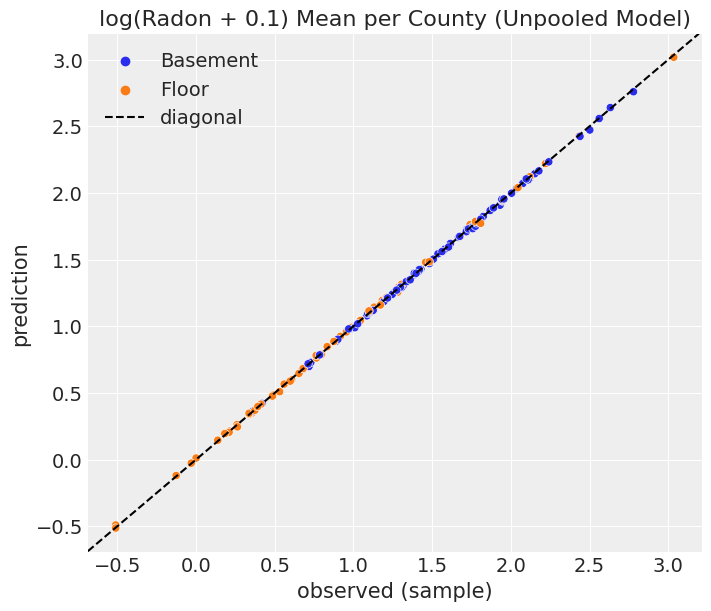 log(Radon + 0.1) Mean per County (Unpooled Model)
Basement
Floor
diagonal
prediction
3.0
2.5
2.0
1.5
1.0
0.5
0.0
−0.5
−0.5 0.0 0.5 1.0 1.5 2.0 2.5 3.0
observed (sample)